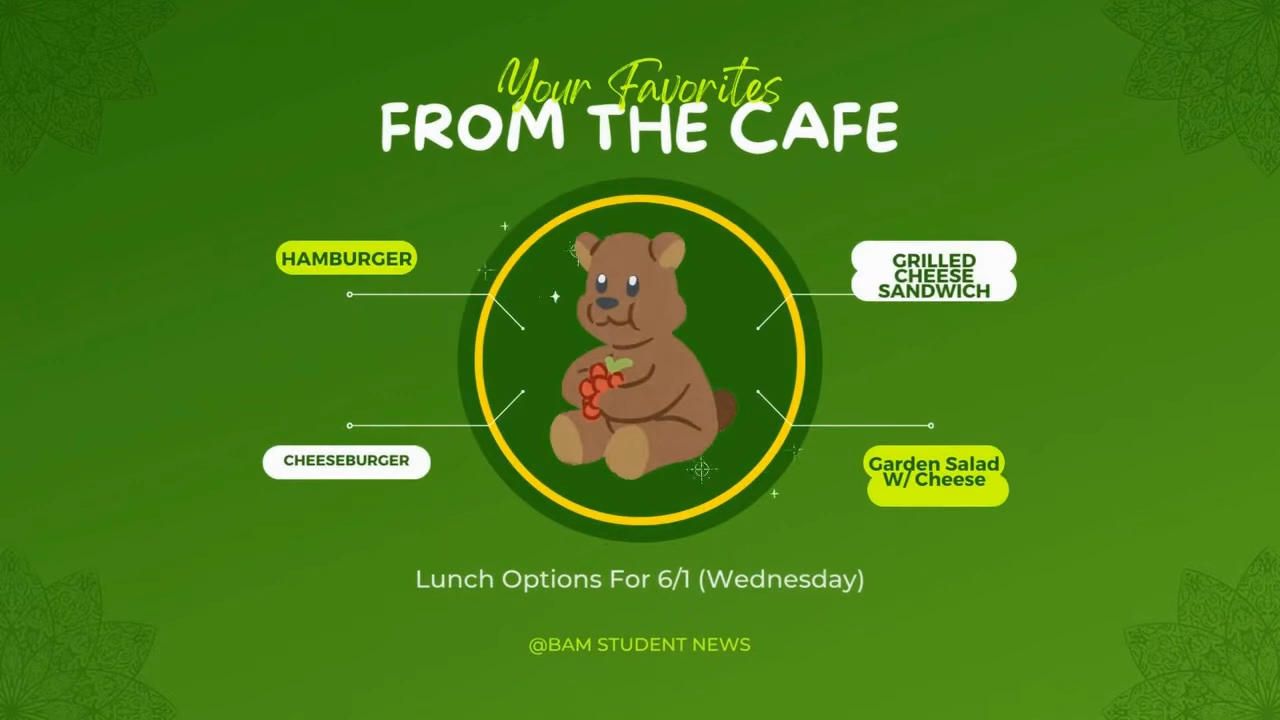 Your Favorites
FROM THE CAFE
HAMBURGER
GRILLED
CHEESE
SANDWICH
CHEESEBURGER
Garden Salad
W/ Cheese
Lunch Options For 6/1 (Wednesday)
@BAM STUDENT NEWS